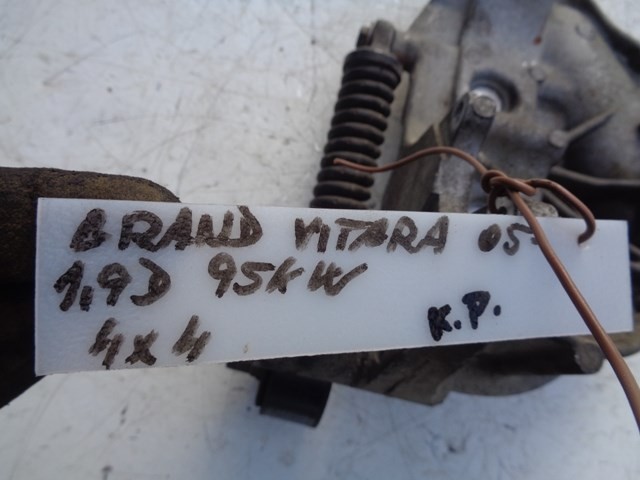 GRAND VITARA 05-
1,9D 95kW
4x4 K.P.